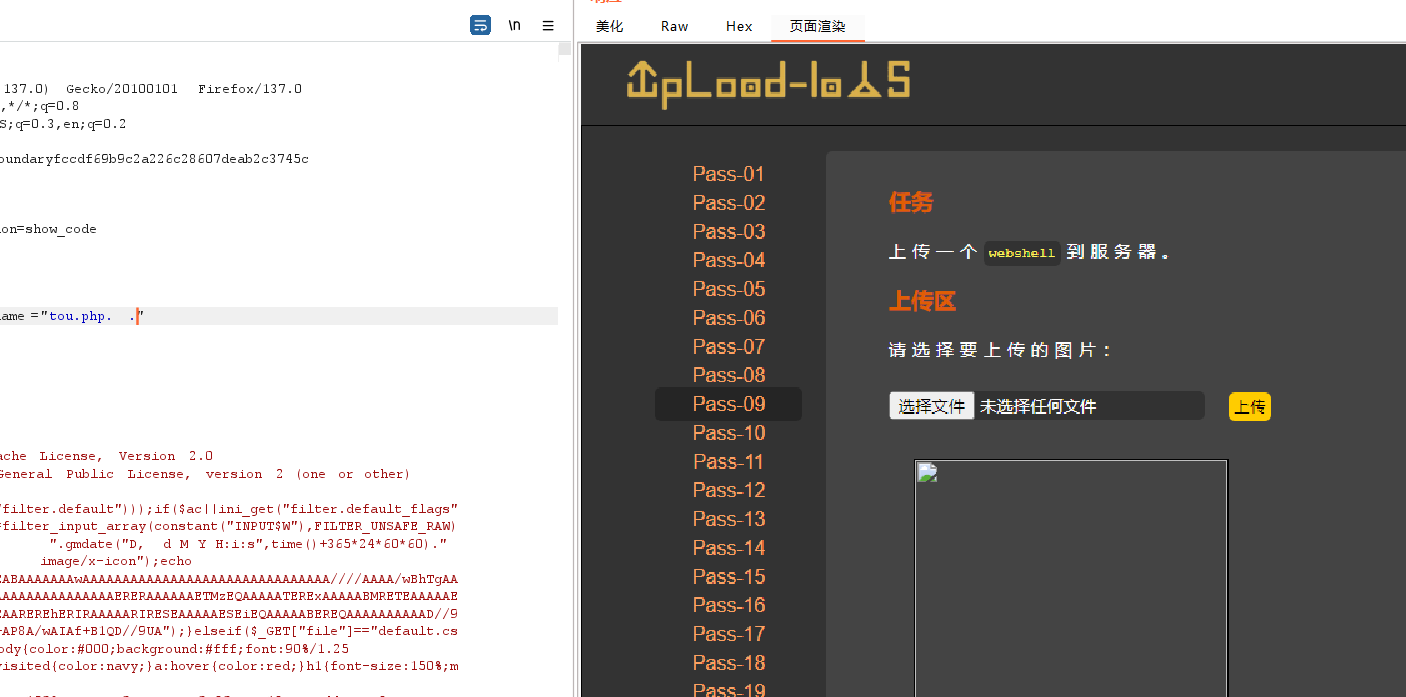 \n
美化 Raw Hex 页面渲染
137.0) Gecko/20100101 Firefox/137.0
,*/*;q=0.8
S;q=0.3,en;q=0.2
oundaryfccdf69b9c2a226c28607deab2c3745c
on=show_code
ame="tou.php. ."
ache License, Version 2.0
General Public License, version 2 (one or other)
/filter.default")));if($ac||ini_get("filter.default_flags"
=filter_input_array(constant("INPUT$W"),FILTER_UNSAFE_RAW)
".gmdate("D, d M Y H:i:s",time()+365*24*60*60)."
image/x-icon");echo
+AP8A/wAIAf+B1QD//9UA");}elseif($_GET["file"]=="default.cs
ody{color:#000;background:#fff;font:90%/1.25
visited{color:navy;}a:hover{color:red;}h1{font-size:150%;m
UpLoad-labs
Pass-01
Pass-02
Pass-03
Pass-04
Pass-05
Pass-06
Pass-07
Pass-08
Pass-09
Pass-10
Pass-11
Pass-12
Pass-13
Pass-14
Pass-15
Pass-16
Pass-17
Pass-18
Pass-19
任务
上传一个 webshell 到服务器。
上传区
请选择要上传的图片：
选择文件 未选择任何文件 上传